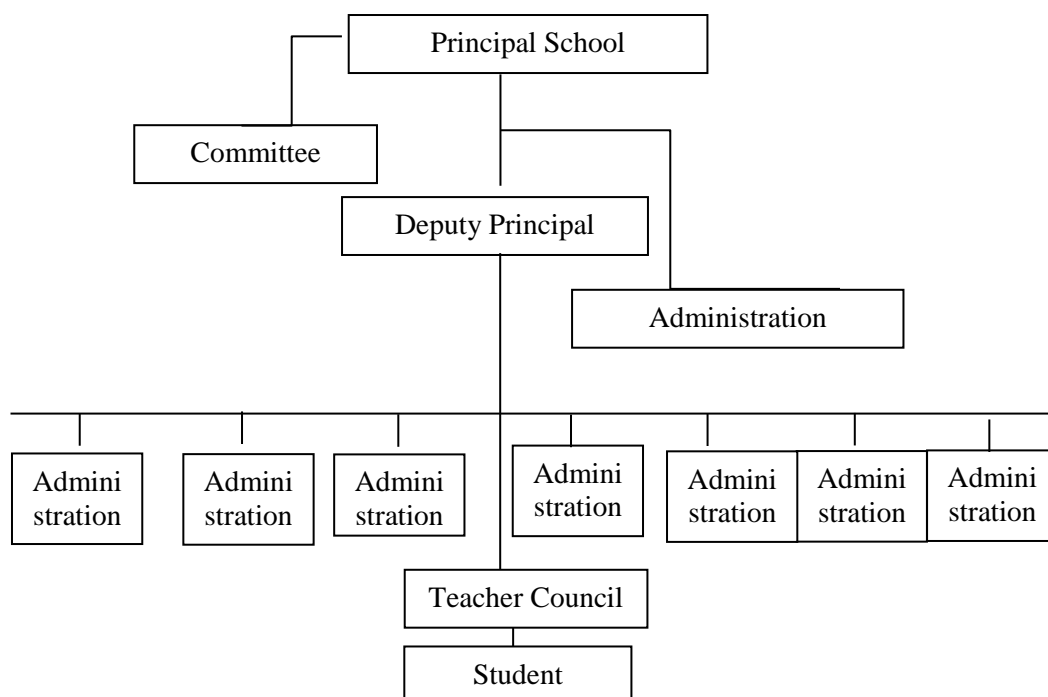 Principal School
Committee
Deputy Principal
Administration
Admini
stration
Admini
stration
Admini
stration
Admini
stration
Admini
stration
Admini
stration
Admini
stration
Teacher Council
Student